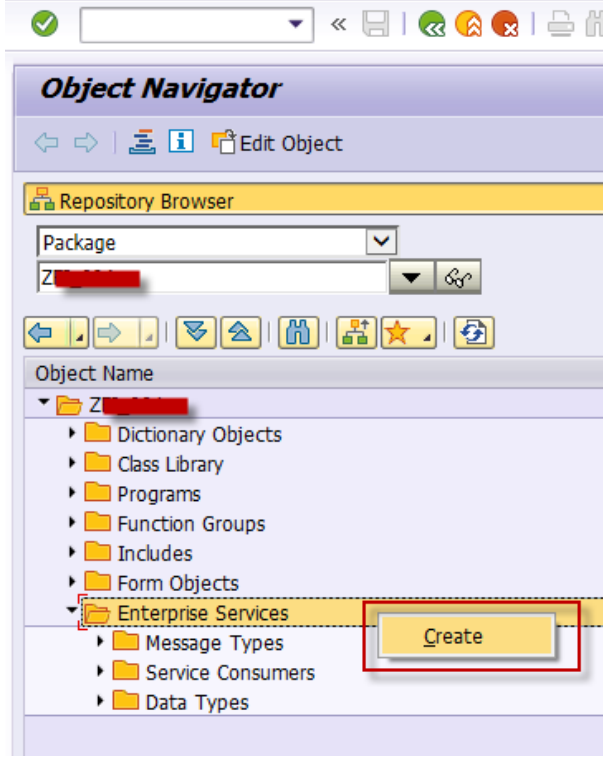 Object Navigator
Edit Object
Repository Browser
Package
Object Name
Dictionary Objects
Class Library
Programs
Function Groups
Includes
Form Objects
Enterprise Services
Create
Message Types
Service Consumers
Data Types